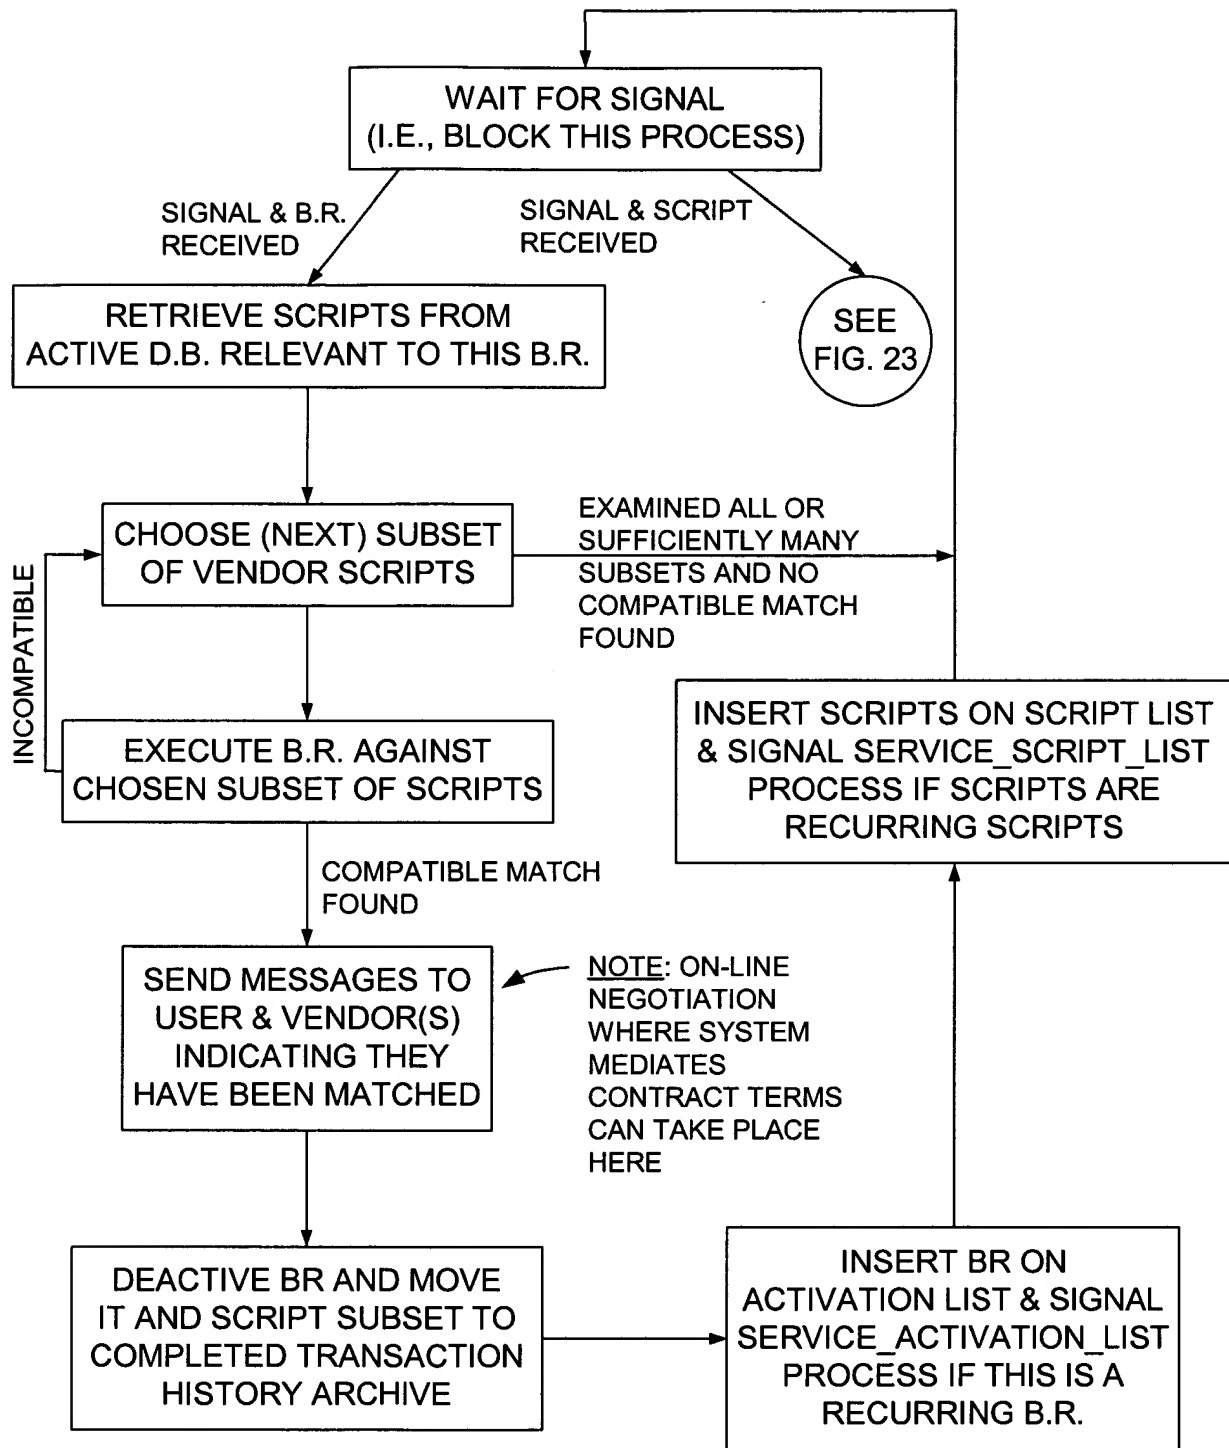 WAIT FOR SIGNAL
(I.E., BLOCK THIS PROCESS)
SIGNAL & B.R.
RECEIVED
SIGNAL & SCRIPT
RECEIVED
RETRIEVE SCRIPTS FROM
ACTIVE D.B. RELEVANT TO THIS B.R.
SEE
FIG. 23
CHOOSE (NEXT) SUBSET
OF VENDOR SCRIPTS
EXAMINED ALL OR
SUFFICIENTLY MANY
SUBSETS AND NO
COMPATIBLE MATCH
FOUND
INCOMPATIBLE
EXECUTE B.R. AGAINST
CHOSEN SUBSET OF SCRIPTS
INSERT SCRIPTS ON SCRIPT LIST
& SIGNAL SERVICE_SCRIPT_LIST
PROCESS IF SCRIPTS ARE
RECURRING SCRIPTS
COMPATIBLE MATCH
FOUND
SEND MESSAGES TO
USER & VENDOR(S)
INDICATING THEY
HAVE BEEN MATCHED
NOTE: ON-LINE
NEGOTIATION
WHERE SYSTEM
MEDIATES
CONTRACT TERMS
CAN TAKE PLACE
HERE
DEACTIVE BR AND MOVE
IT AND SCRIPT SUBSET TO
COMPLETED TRANSACTION
HISTORY ARCHIVE
INSERT BR ON
ACTIVATION LIST & SIGNAL
SERVICE_ACTIVATION_LIST
PROCESS IF THIS IS A
RECURRING B.R.